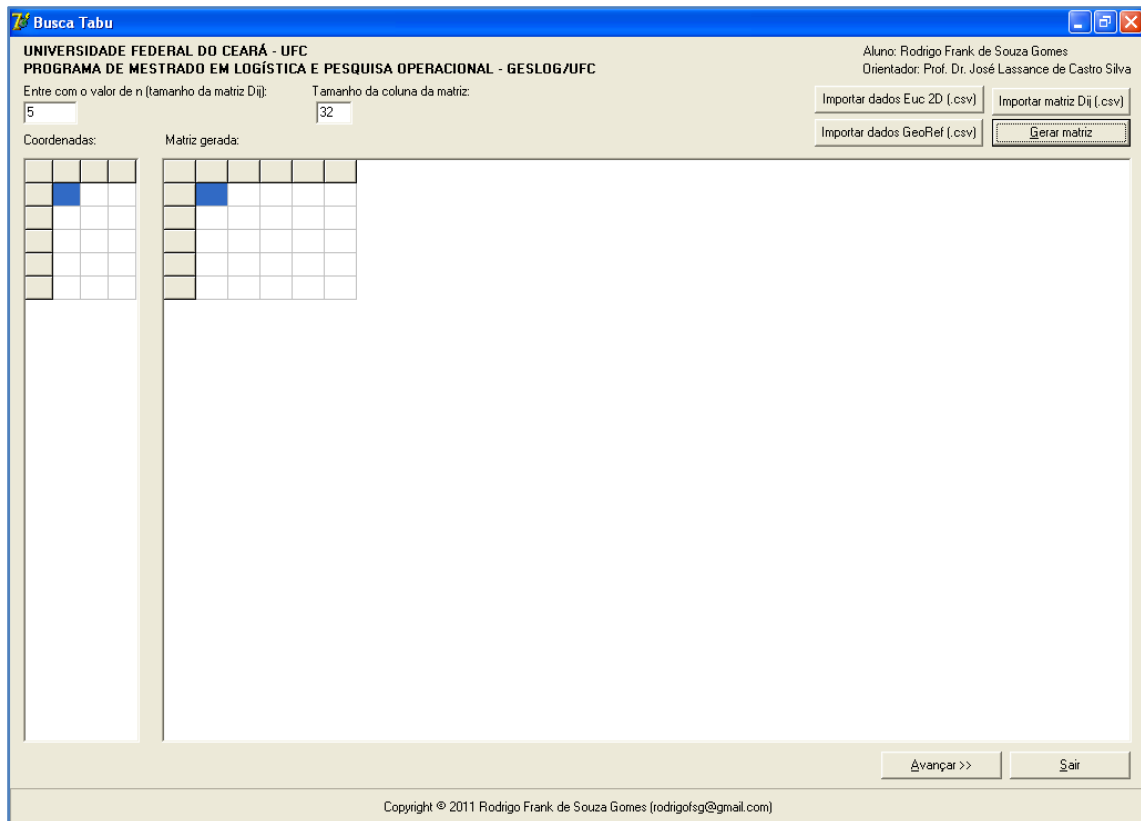 Busca Tabu
UNIVERSIDADE FEDERAL DO CEARÁ - UFC
PROGRAMA DE MESTRADO EM LOGÍSTICA E PESQUISA OPERACIONAL - GESLOG/UFC
Aluno: Rodrigo Frank de Souza Gomes
Orientador: Prof. Dr. José Lassance de Castro Silva
Entre com o valor de n (tamanho da matriz Dij):
5
Tamanho da coluna da matriz:
32
Importar dados Euc 2D (.csv)
Importar matriz Dij (.csv)
Importar dados GeoRef (.csv)
Gerar matriz
Coordenadas:
Matriz gerada:
Avançar >>
Sair
Copyright © 2011 Rodrigo Frank de Souza Gomes (rodrigofsg@gmail.com)